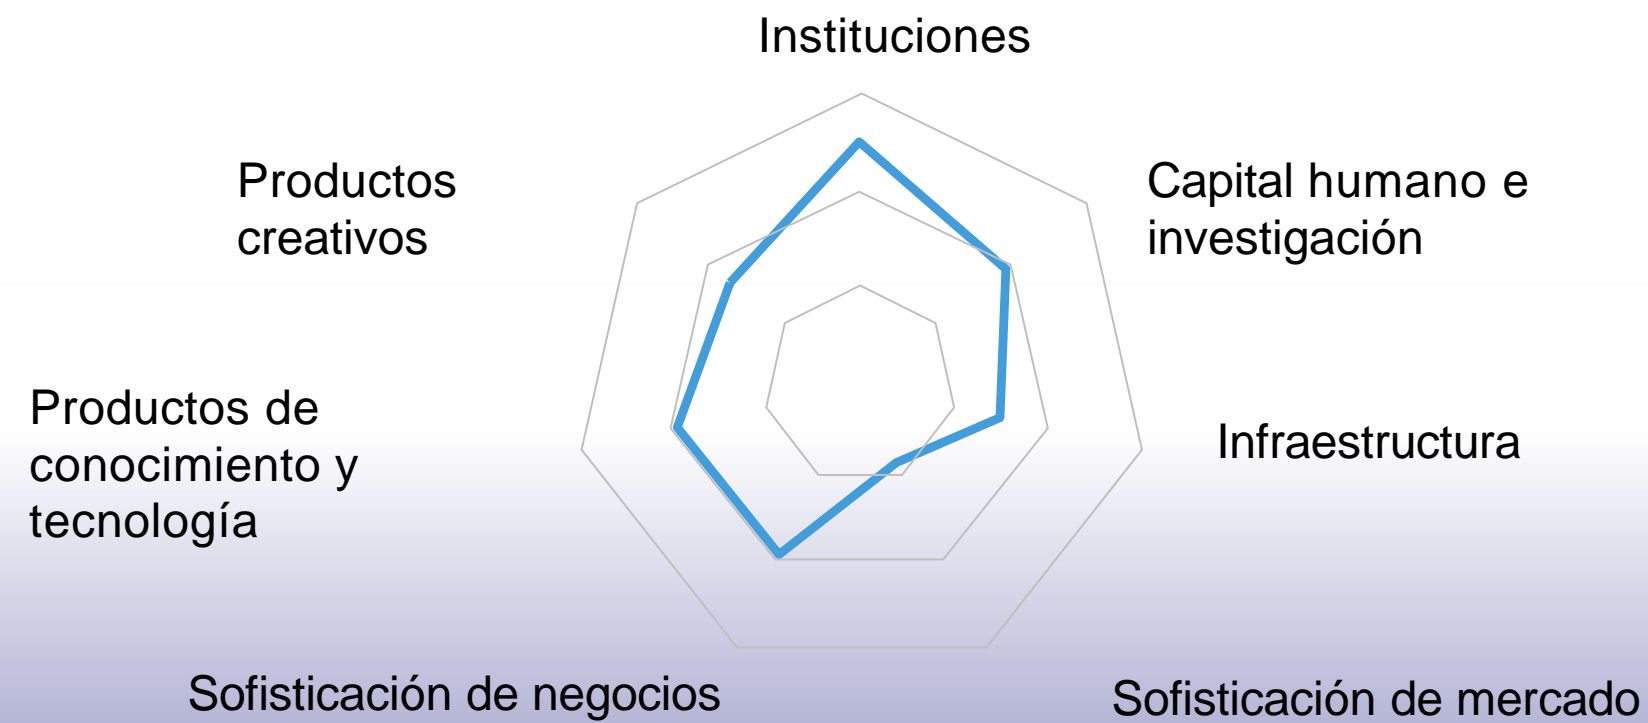 Instituciones
Productos
creativos
Capital humano e
investigación
Productos de
conocimiento y
tecnología
Infraestructura
Sofisticación de negocios
Sofisticación de mercado